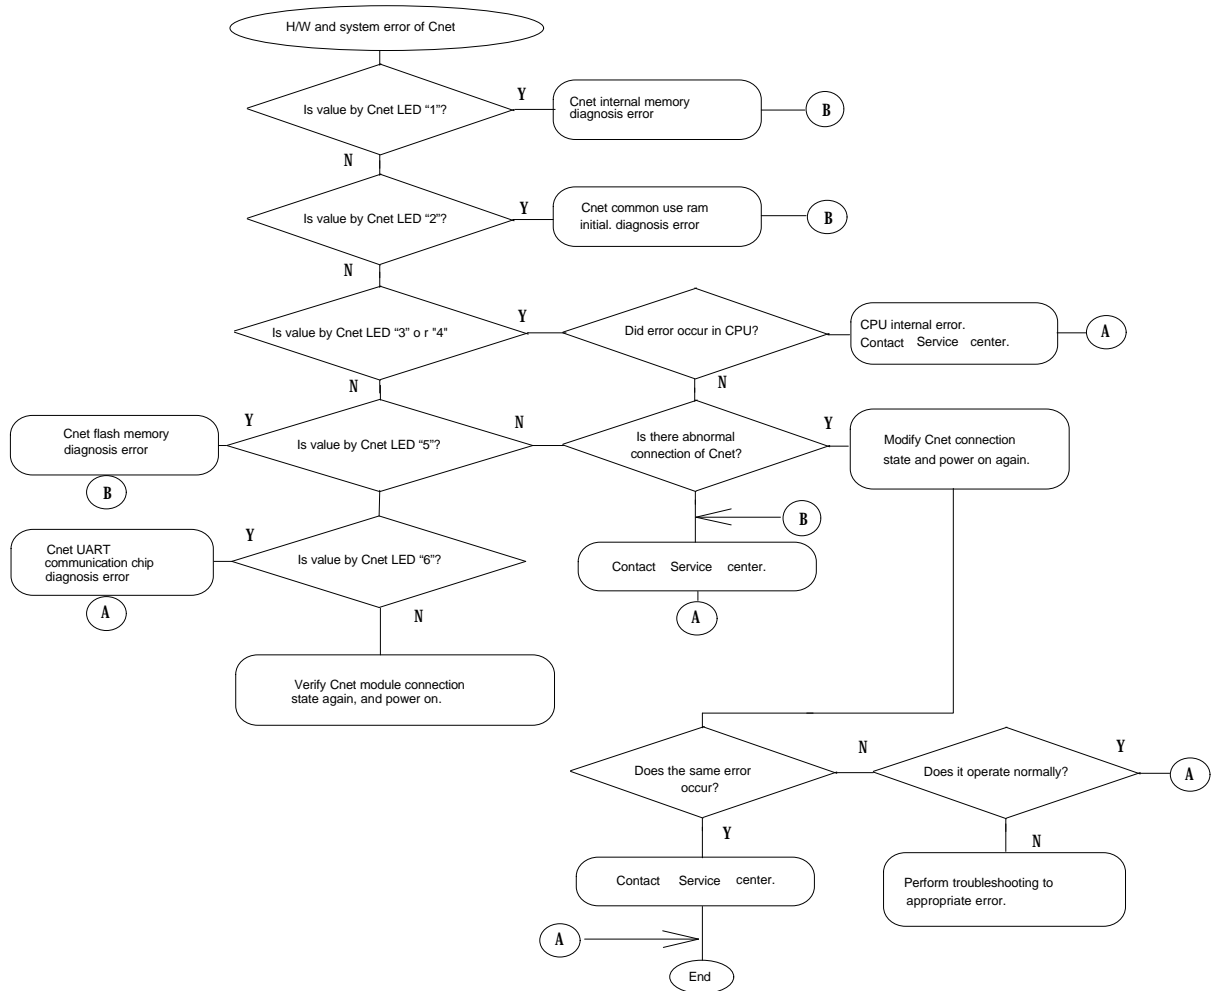 H/W and system error of Cnet
Is value by Cnet LED “1”?
Y
Cnet internal memory
diagnosis error
B
N
Is value by Cnet LED “2”?
Y
Cnet common use ram
initial. diagnosis error
B
N
Is value by Cnet LED “3” o r "4"
Y
Did error occur in CPU?
CPU internal error.
Contact Service center.
A
N
N
Cnet flash memory
diagnosis error
B
Y
Is value by Cnet LED “5”?
N
Is there abnormal
connection of Cnet?
Y
Modify Cnet connection
state and power on again.
B
Cnet UART
communication chip
diagnosis error
A
Y
Is value by Cnet LED “6”?
Contact Service center.
A
N
Verify Cnet module connection
state again, and power on.
Does the same error
occur?
N
Does it operate normally?
Y
A
Y
N
Contact Service center.
Perform troubleshooting to
appropriate error.
A
End